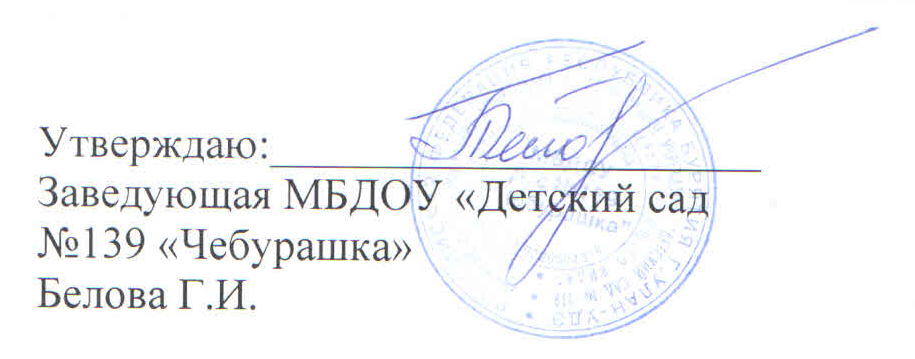 Утверждаю:
Заведующая МБДОУ «Детский сад
№139 «Чебурашка»
Белова Г.И.